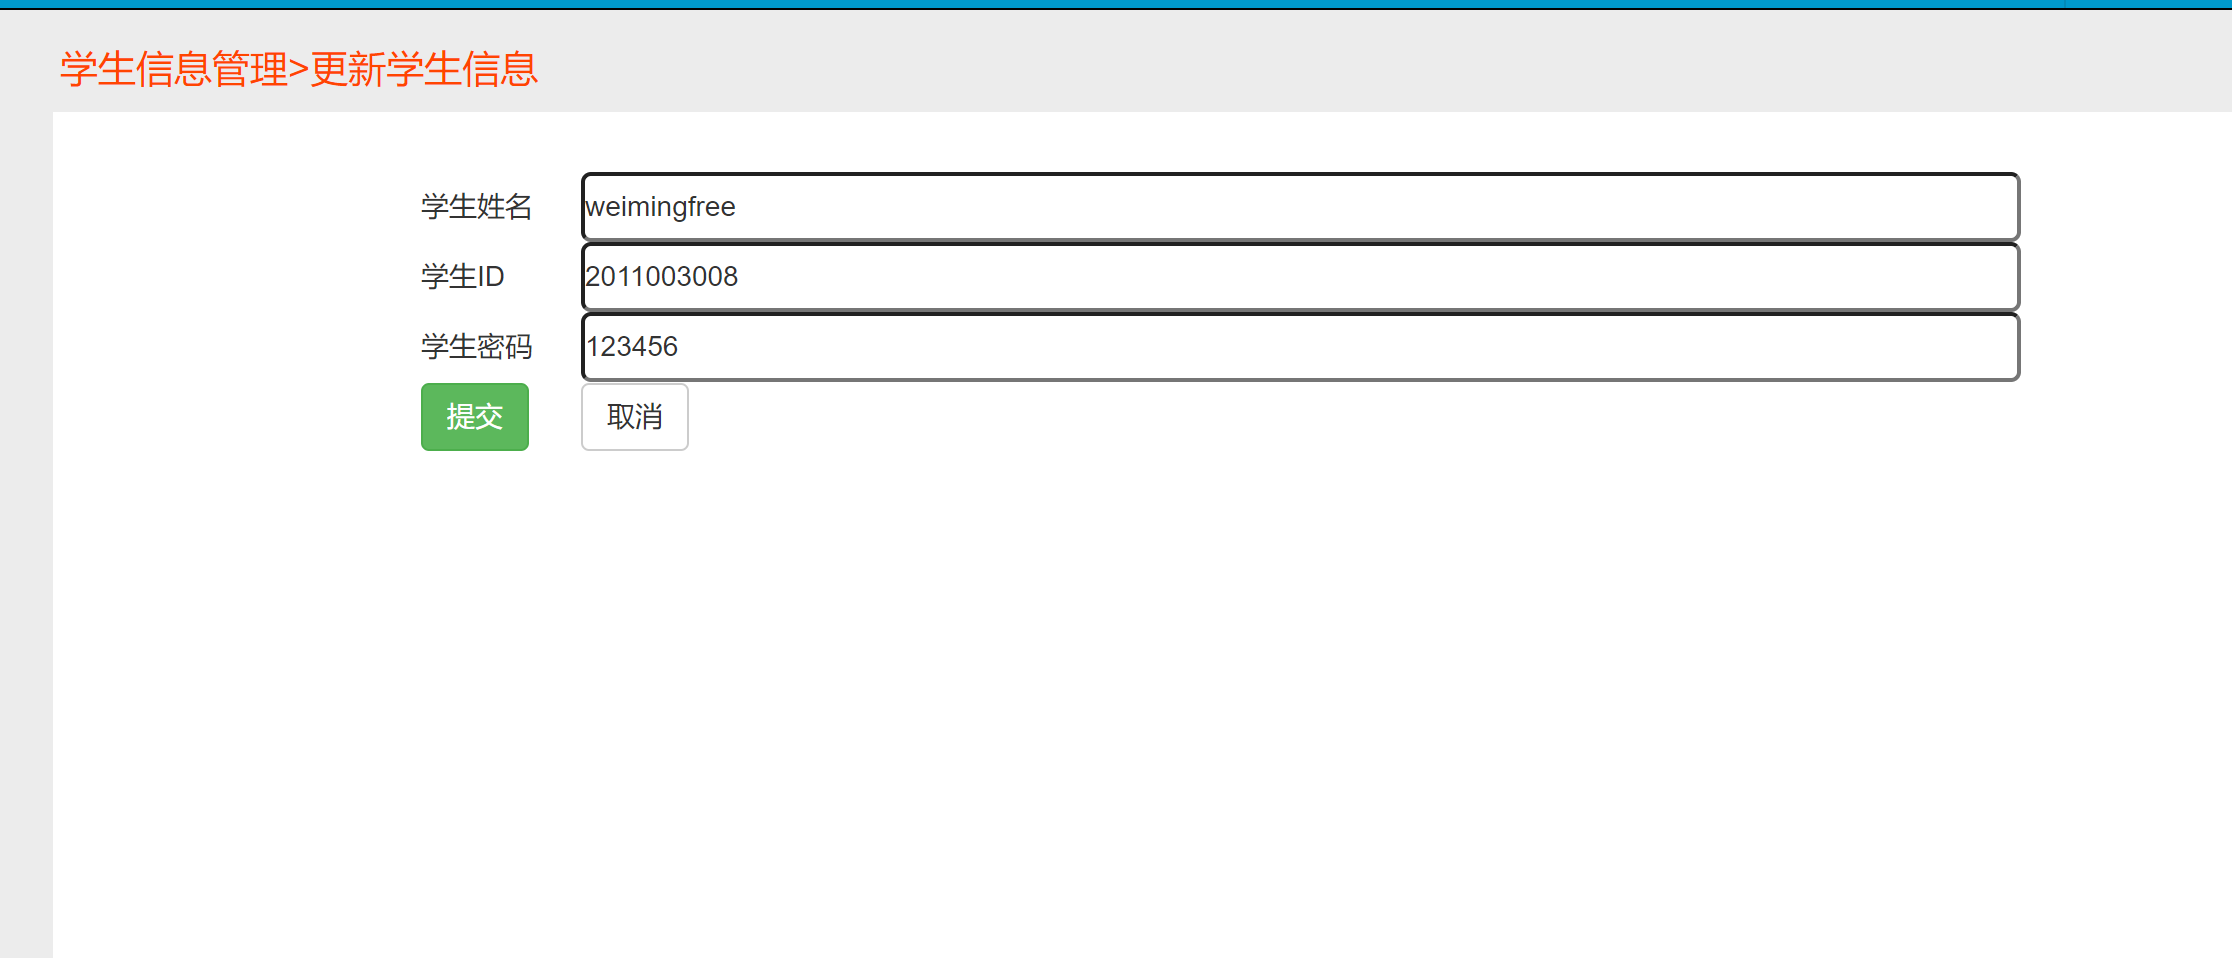 学生信息管理>更新学生信息
学生姓名 weimingfree
学生ID 2011003008
学生密码 123456
提交 取消